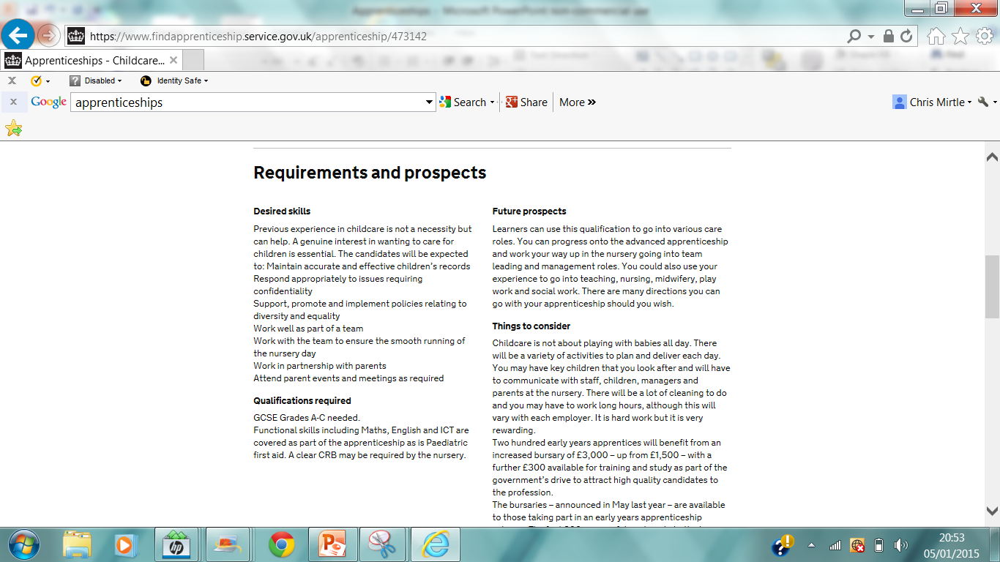 Apprenticeships - Microsoft PowerPoint non-commercial use
https://www.findapprenticeship.service.gov.uk/apprenticeship/473142
Apprenticeships - Childcare...
Disabled
Identity Safe
Google
apprenticeships
Search
Share
More »
Chris Mirtle
Requirements and prospects
Desired skills
Previous experience in childcare is not a necessity but
can help. A genuine interest in wanting to care for
children is essential. The candidates will be expected
to: Maintain accurate and effective children's records
Respond appropriately to issues requiring
confidentiality
Support, promote and implement policies relating to
diversity and equality
Work well as part of a team
Work with the team to ensure the smooth running of
the nursery day
Work in partnership with parents
Attend parent events and meetings as required
Qualifications required
GCSE Grades A-C needed.
Functional skills including Maths, English and ICT are
covered as part of the apprenticeship as is Paediatric
first aid. A clear CRB may be required by the nursery.
Future prospects
Learners can use this qualification to go into various care
roles. You can progress onto the advanced apprenticeship
and work your way up in the nursery going into team
leading and management roles. You could also use your
experience to go into teaching, nursing, midwifery, play
work and social work. There are many directions you can
go with your apprenticeship should you wish.
Things to consider
Childcare is not about playing with babies all day. There
will be a variety of activities to plan and deliver each day.
You may have key children that you look after and will have
to communicate with staff, children, managers and
parents at the nursery. There will be a lot of cleaning to do
and you may have to work long hours, although this will
vary with each employer. It is hard work but it is very
rewarding.
Two hundred early years apprentices will benefit from an
increased bursary of £3,000 – up from £1,500 – with a
further £300 available for training and study as part of the
government's drive to attract high quality candidates to
the profession.
The bursaries – announced in May last year – are available
to those taking part in an early years apprenticeship
hp
20:53
05/01/2015